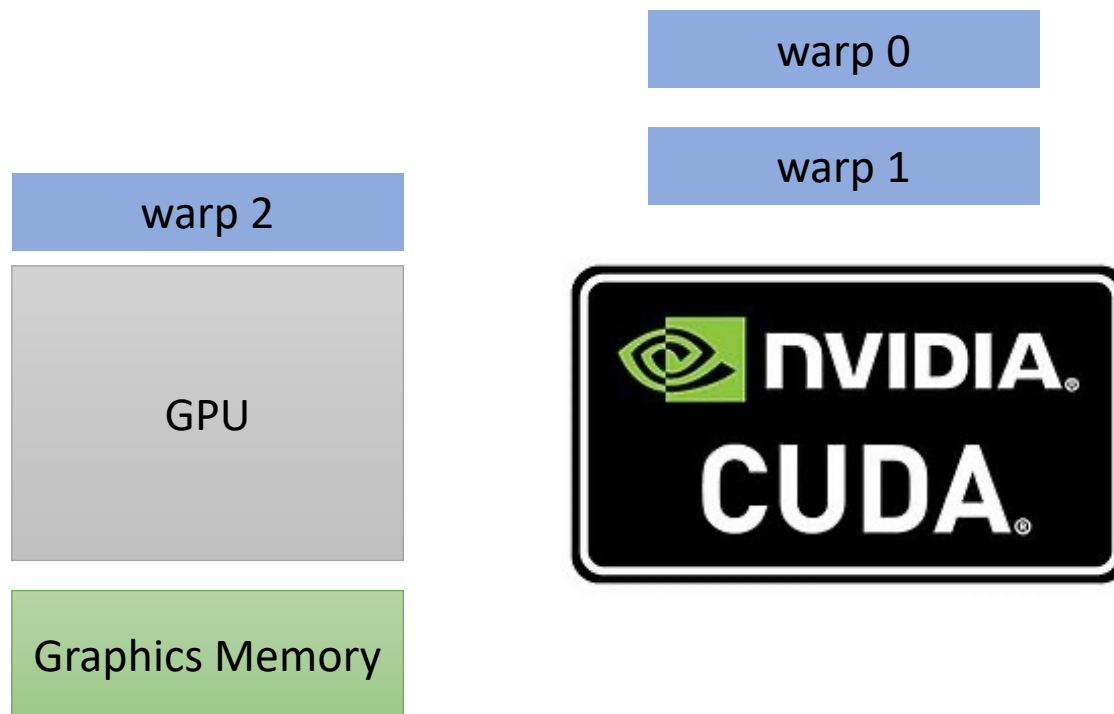 warp 0
warp 1
warp 2
GPU
Graphics Memory
NVIDIA®
CUDA®